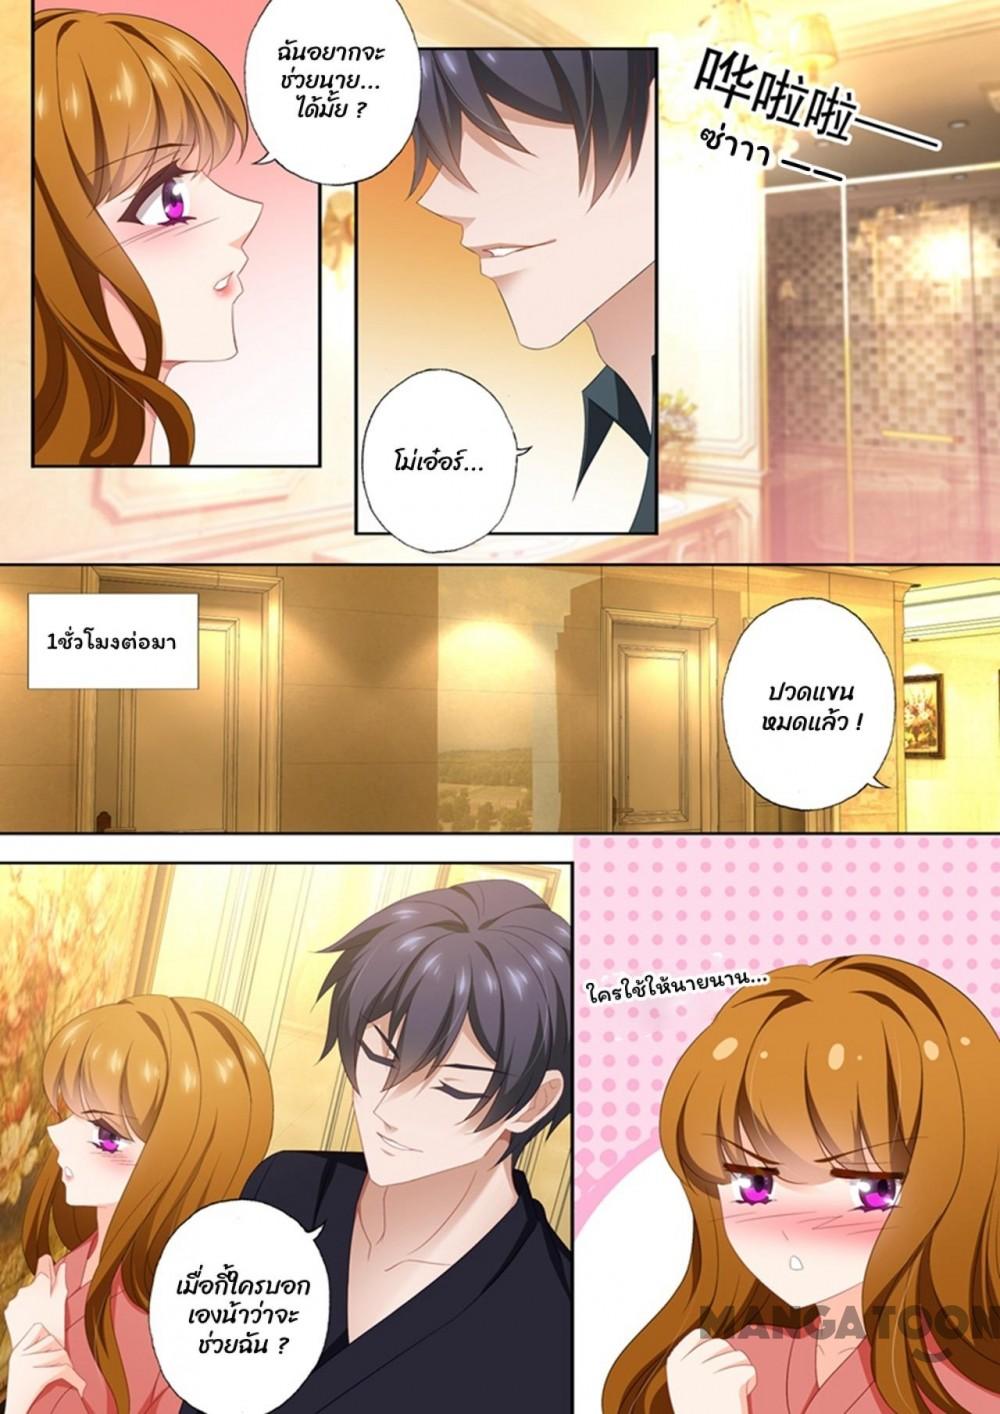 ฉันอยากจะ
ช่วยนาย...
ได้มั้ย ?
哗啦啦——
ซ่าาา ——
โม่เอ๋อร์...
1ชั่วโมงต่อมา
ปวดแขน
หมดแล้ว !
ใครใช้ให้นายนาน...
เมื่อกี้ใครบอก
เองน้าว่าจะ
ช่วยฉัน ?
MANGATOON